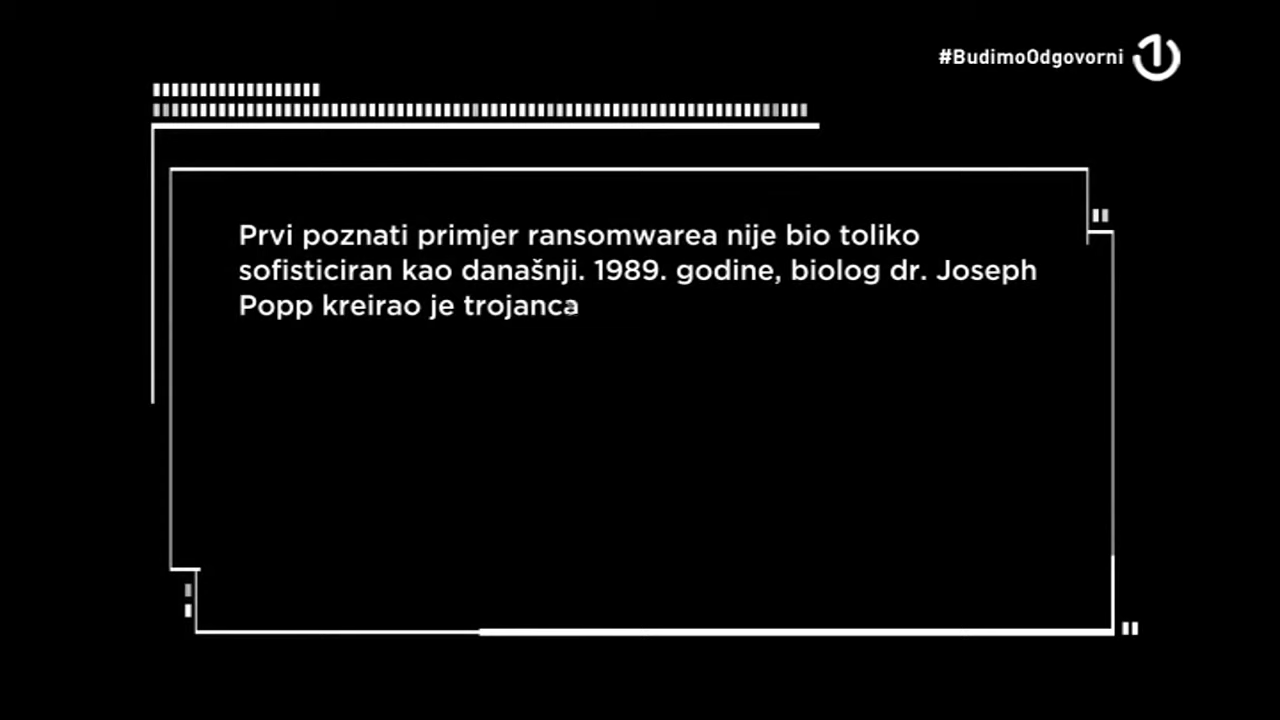 #BudimoOdgovorni
Prvi poznati primjer ransomwarea nije bio toliko
sofisticiran kao današnji. 1989. godine, biolog dr. Joseph
Popp kreirao je trojanca